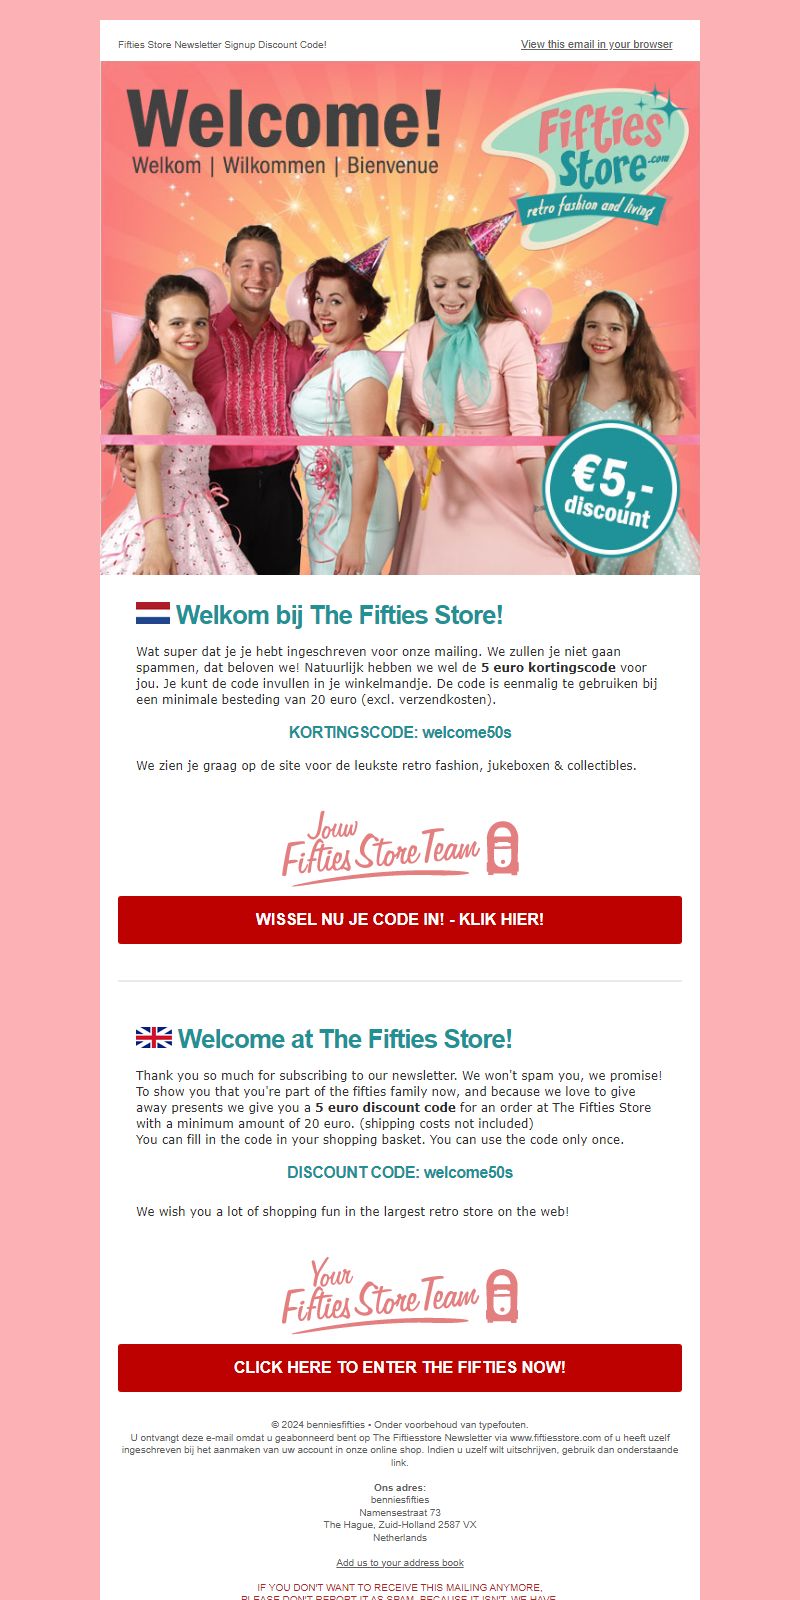 Fifties Store Newsletter Signup Discount Code!
View this email in your browser
Welcome!
Welkom | Wilkommen | Bienvenue
Fifties
Store.com
retro fashion and living
€5,-
discount
Welkom bij The Fifties Store!
Wat super dat je je hebt ingeschreven voor onze mailing. We zullen je niet gaan
spammen, dat beloven we! Natuurlijk hebben we wel de 5 euro kortingscode voor
jou. Je kunt de code invullen in je winkelmandje. De code is eenmalig te gebruiken bij
een minimale besteding van 20 euro (excl. verzendkosten).
KORTINGSCODE: welcome50s
We zien je graag op de site voor de leukste retro fashion, jukeboxen & collectibles.
Jouw
Fifties Store Team
WISSEL NU JE CODE IN! - KLIK HIER!
Welcome at The Fifties Store!
Thank you so much for subscribing to our newsletter. We won't spam you, we promise!
To show you that you're part of the fifties family now, and because we love to give
away presents we give you a 5 euro discount code for an order at The Fifties Store
with a minimum amount of 20 euro. (shipping costs not included)
You can fill in the code in your shopping basket. You can use the code only once.
DISCOUNT CODE: welcome50s
We wish you a lot of shopping fun in the largest retro store on the web!
Your
Fifties Store Team
CLICK HERE TO ENTER THE FIFTIES NOW!
© 2024 benniesfifties • Onder voorbehoud van typefouten.
U ontvangt deze e-mail omdat u geabonneerd bent op The Fiftiesstore Newsletter via www.fiftiesstore.com of u heeft uzelf
ingeschreven bij het aanmaken van uw account in onze online shop. Indien u uzelf wilt uitschrijven, gebruik dan onderstaande
link.
Ons adres:
benniesfifties
Namensestraat 73
The Hague, Zuid-Holland 2587 VX
Netherlands
Add us to your address book
IF YOU DON'T WANT TO RECEIVE THIS MAILING ANYMORE,
PLEASE DON'T REPORT IT AS SPAM, BECAUSE IT ISN'T. WE HAVE